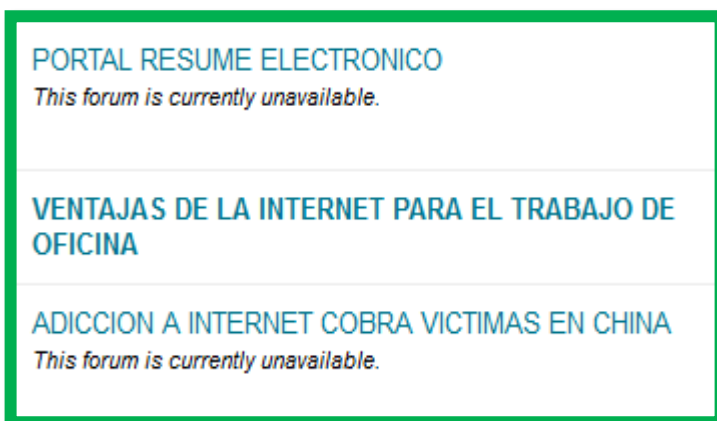 PORTAL RESUME ELECTRONICO
This forum is currently unavailable.
VENTAJAS DE LA INTERNET PARA EL TRABAJO DE
OFICINA
ADICCION A INTERNET COBRA VICTIMAS EN CHINA
This forum is currently unavailable.